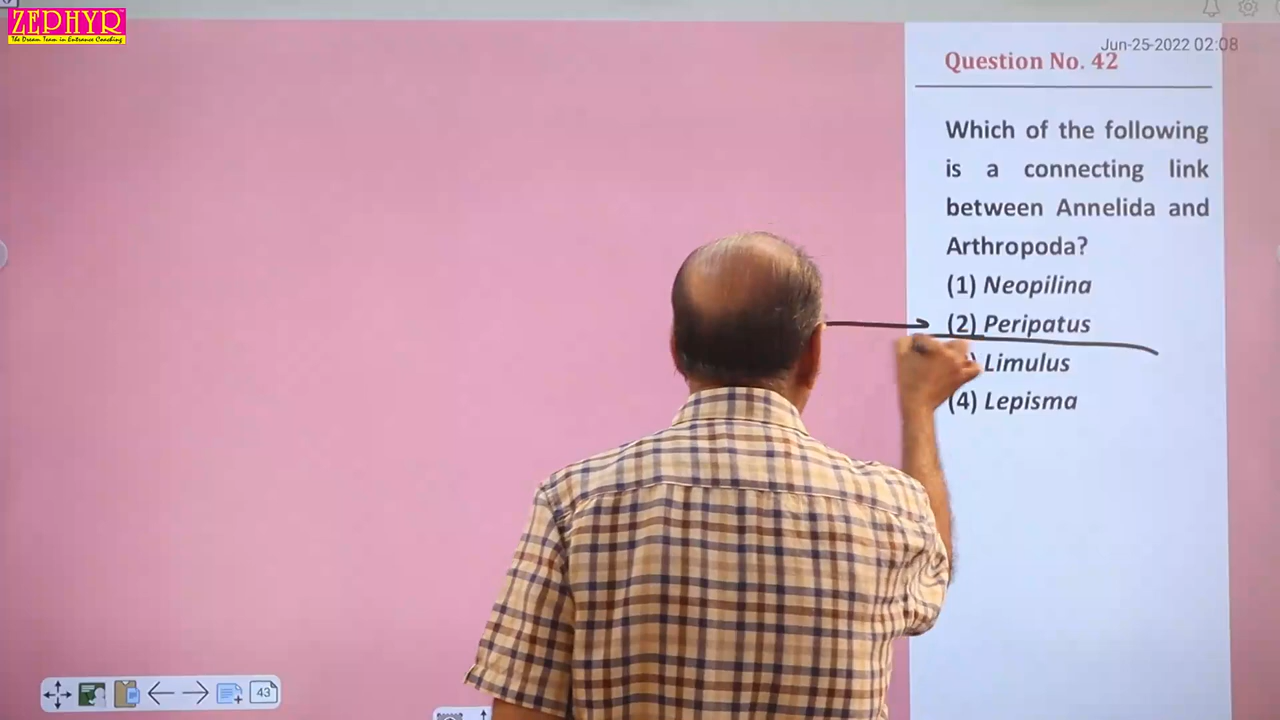 ZEPHYR
The Dream Team in Entrance Coaching
Jun-25-2022 02:08
Question No. 42
Which of the following
is a connecting link
between Annelida and
Arthropoda?
(1) Neopilina
(2) Peripatus
) Limulus
(4) Lepisma
43